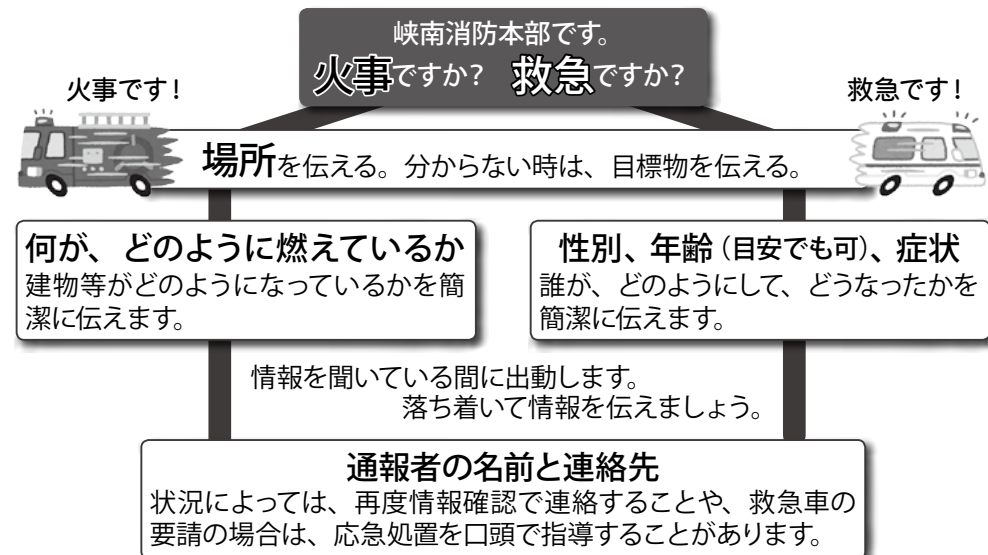 峡南消防本部です。
火事ですか？ 救急ですか？
火事です！
救急です！
場所を伝える。分からない時は、目標物を伝える。
何が、どのように燃えているか
建物等がどのようになっているかを簡
潔に伝えます。
性別、年齢（目安でも可）、症状
誰が、どのようにして、どうなったかを
簡潔に伝えます。
情報を聞いている間に出動します。
落ち着いて情報を伝えましょう。
通報者の名前と連絡先
状況によっては、再度情報確認で連絡することや、救急車の
要請の場合は、応急処置を口頭で指導することがあります。